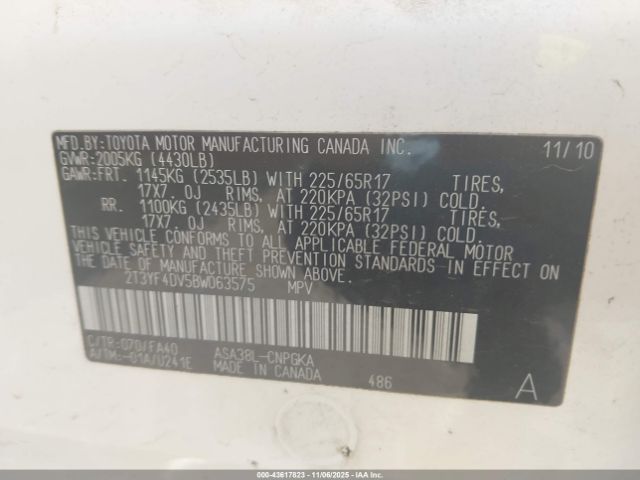 MFD.BY:TOYOTA MOTOR MANUFACTURING CANADA INC. 11/10
GVWR:2005KG (4430LB)
GAWR:FRT. 1145KG (2535LB) WITH 225/65R17 TIRES,
17X7. 0J RIMS, AT 220KPA (32PSI) COLD.
RR. 1100KG (2435LB) WITH 225/65R17 TIRES,
17X7. 0J RIMS, AT 220KPA (32PSI) COLD.
THIS VEHICLE CONFORMS TO ALL APPLICABLE FEDERAL MOTOR
VEHICLE SAFETY AND THEFT PREVENTION STANDARDS IN EFFECT
ON THE DATE OF MANUFACTURE SHOWN ABOVE.
2T3YF4DV5BW063575 MPV
C/TR:070/FA40 ASA38L-CNPGKA
A/TM:-01A/U241E MADE IN CANADA 486 A
000-43617823 - 11/06/2025 - IAAI.COM